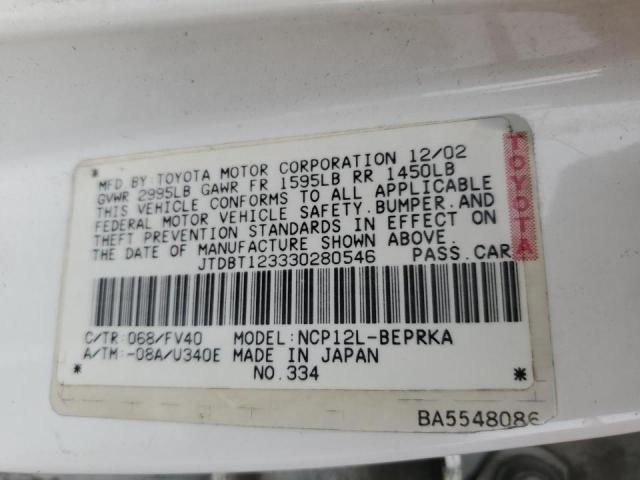 MFD.BY:TOYOTA MOTOR CORPORATION 12/02
GVWR 2995LB GAWR FR 1595LB RR 1450LB
THIS VEHICLE CONFORMS TO ALL APPLICABLE
FEDERAL MOTOR VEHICLE SAFETY.BUMPER.AND
THEFT PREVENTION STANDARDS IN EFFECT ON
THE DATE OF MANUFACTURE SHOWN ABOVE.
JTDBT123330280546 PASS.CAR
TOYOTA
C/TR:068/FV40 MODEL:NCP12L-BEPRKA
A/TM:-08A/U340E MADE IN JAPAN
* NO.334 *
BA5548086